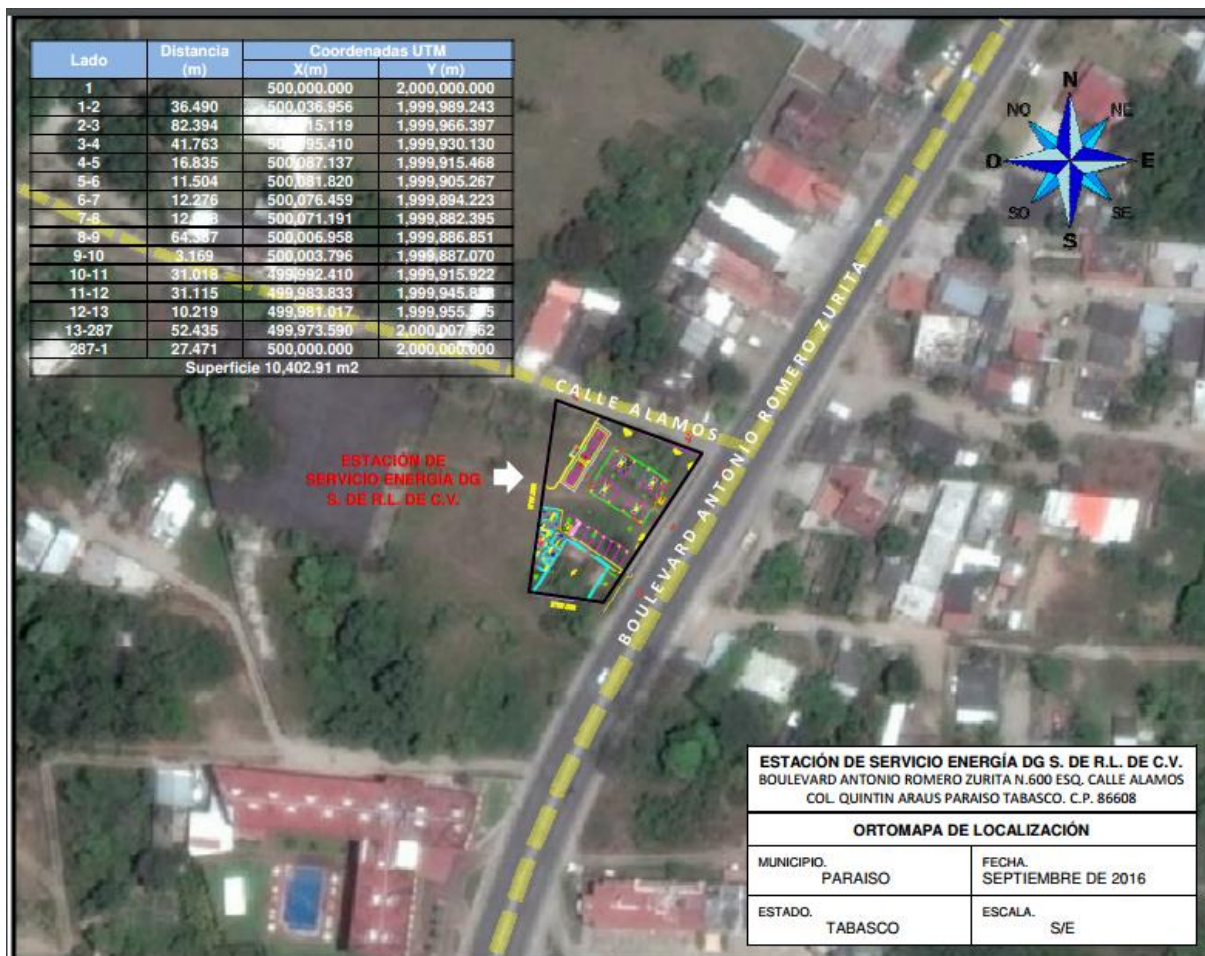 Lado Distancia (m) Coordenadas UTM
X(m) Y (m)
1 500,000.000 2,000,000.000
1-2 36.490 500,036.956 1,999,989.243
2-3 82.394 1,999,966.397
3-4 41.763 1,999,930.130
4-5 16.835 500,087.137 1,999,915.468
5-6 11.504 500,081.820 1,999,905.267
6-7 12.276 500,076.459 1,999,894.223
7-8 500,071.191 1,999,882.395
8-9 500,006.958 1,999,886.851
9-10 3.169 500,003.796 1,999,887.070
10-11 31.018 499,992.410 1,999,915.922
11-12 31.115 499,983.833
12-13 10.219 499,981.017
13-287 52.435 499,973.590
287-1 27.471 500,000.000 2,000,000.000
Superficie 10,402.91 m2
N
NO NE
O E
SO SE
S
CALLE ALAMOS
BOULEVARD ANTONIO ROMERO ZURITA
ESTACIÓN DE
SERVICIO ENERGÍA DG
S. DE R.L. DE C.V.
ESTACIÓN DE SERVICIO ENERGÍA DG S. DE R.L. DE C.V.
BOULEVARD ANTONIO ROMERO ZURITA N.600 ESQ. CALLE ALAMOS
COL. QUINTIN ARAUS PARAISO TABASCO. C.P. 86608
ORTOMAPA DE LOCALIZACIÓN
MUNICIPIO. FECHA.
PARAISO SEPTIEMBRE DE 2016
ESTADO. ESCALA.
TABASCO S/E